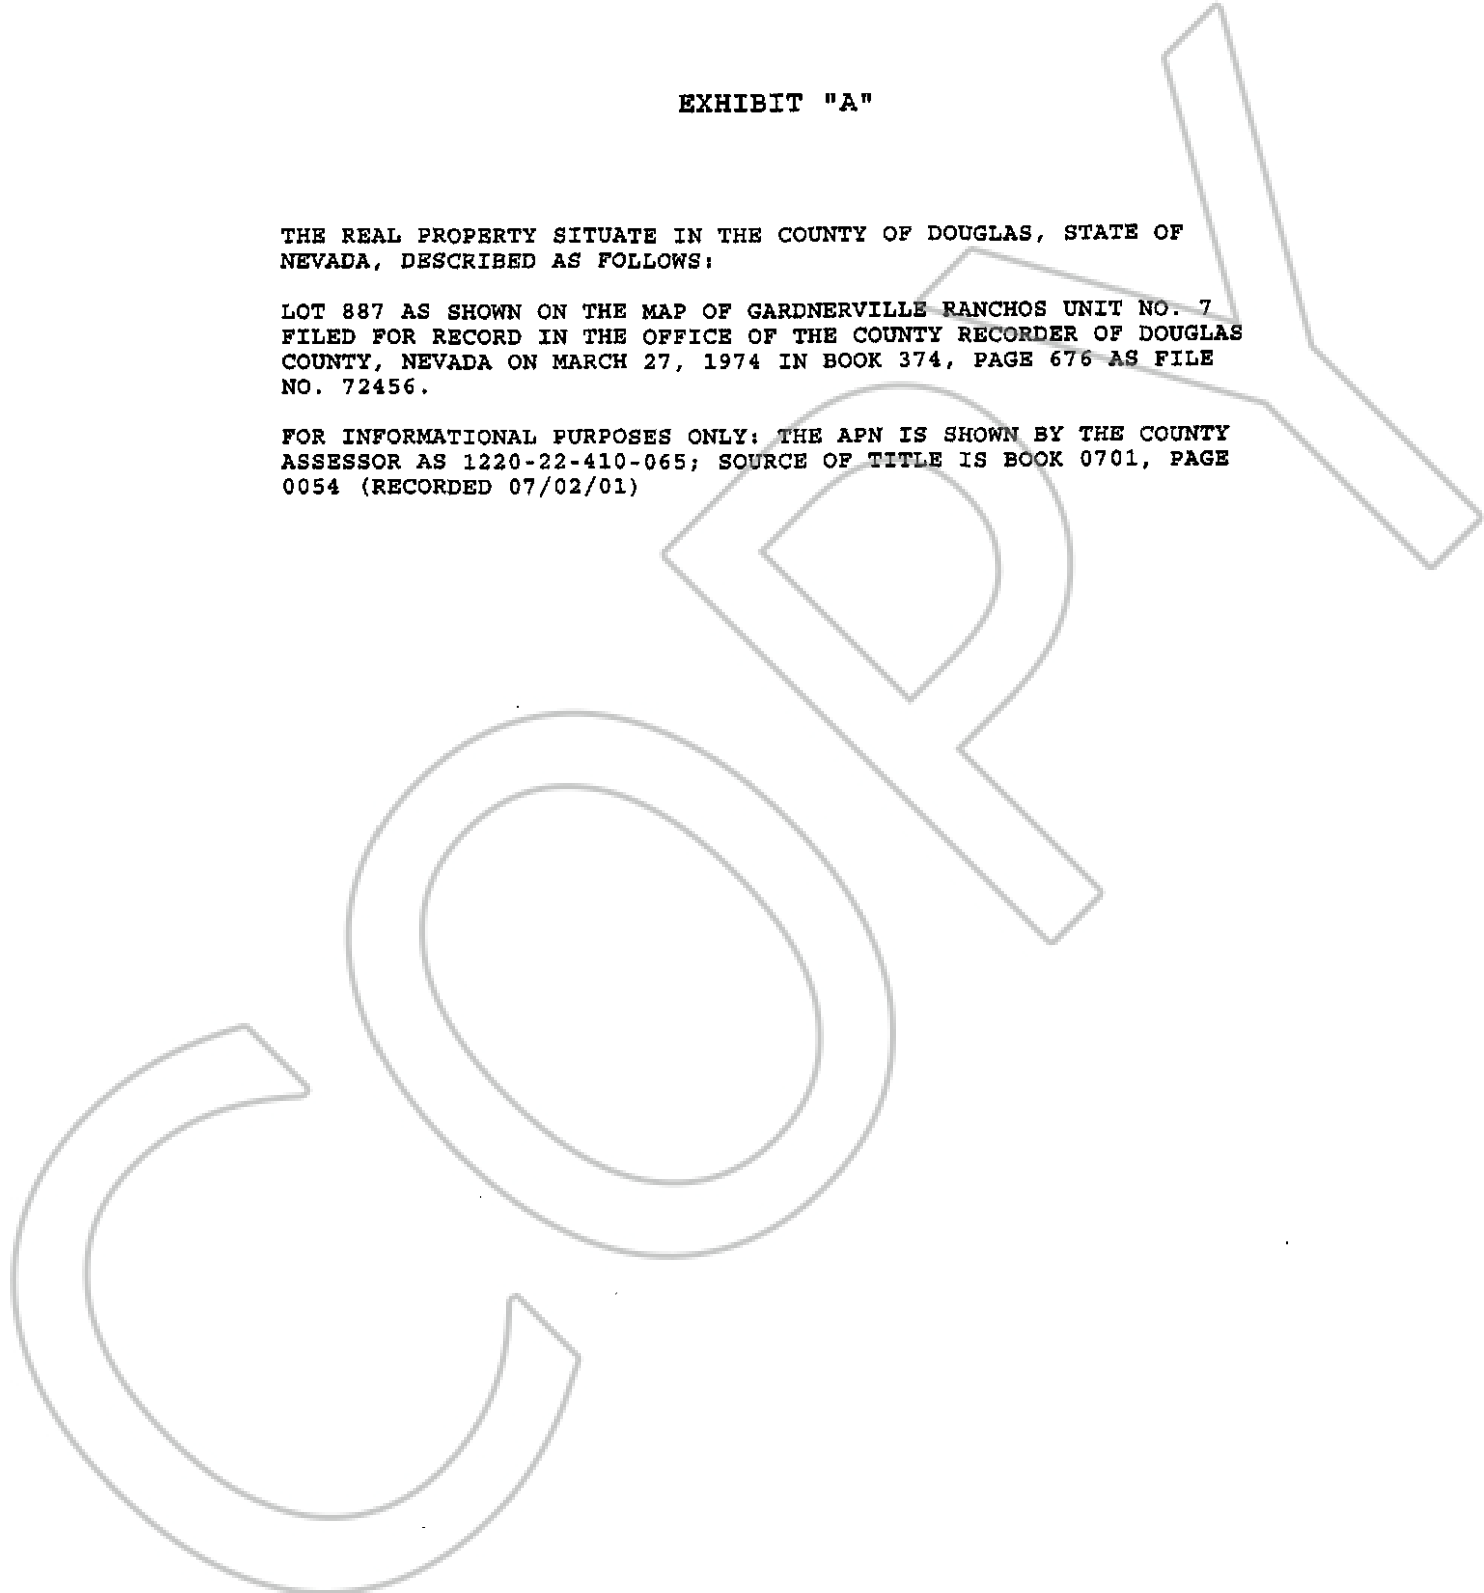 EXHIBIT "A"
THE REAL PROPERTY SITUATE IN THE COUNTY OF DOUGLAS, STATE OF
NEVADA, DESCRIBED AS FOLLOWS:
LOT 887 AS SHOWN ON THE MAP OF GARDNERVILLE RANCHOS UNIT NO. 7
FILED FOR RECORD IN THE OFFICE OF THE COUNTY RECORDER OF DOUGLAS
COUNTY, NEVADA ON MARCH 27, 1974 IN BOOK 374, PAGE 676 AS FILE
NO. 72456.
FOR INFORMATIONAL PURPOSES ONLY: THE APN IS SHOWN BY THE COUNTY
ASSESSOR AS 1220-22-410-065; SOURCE OF TITLE IS BOOK 0701, PAGE
0054 (RECORDED 07/02/01)
COPY